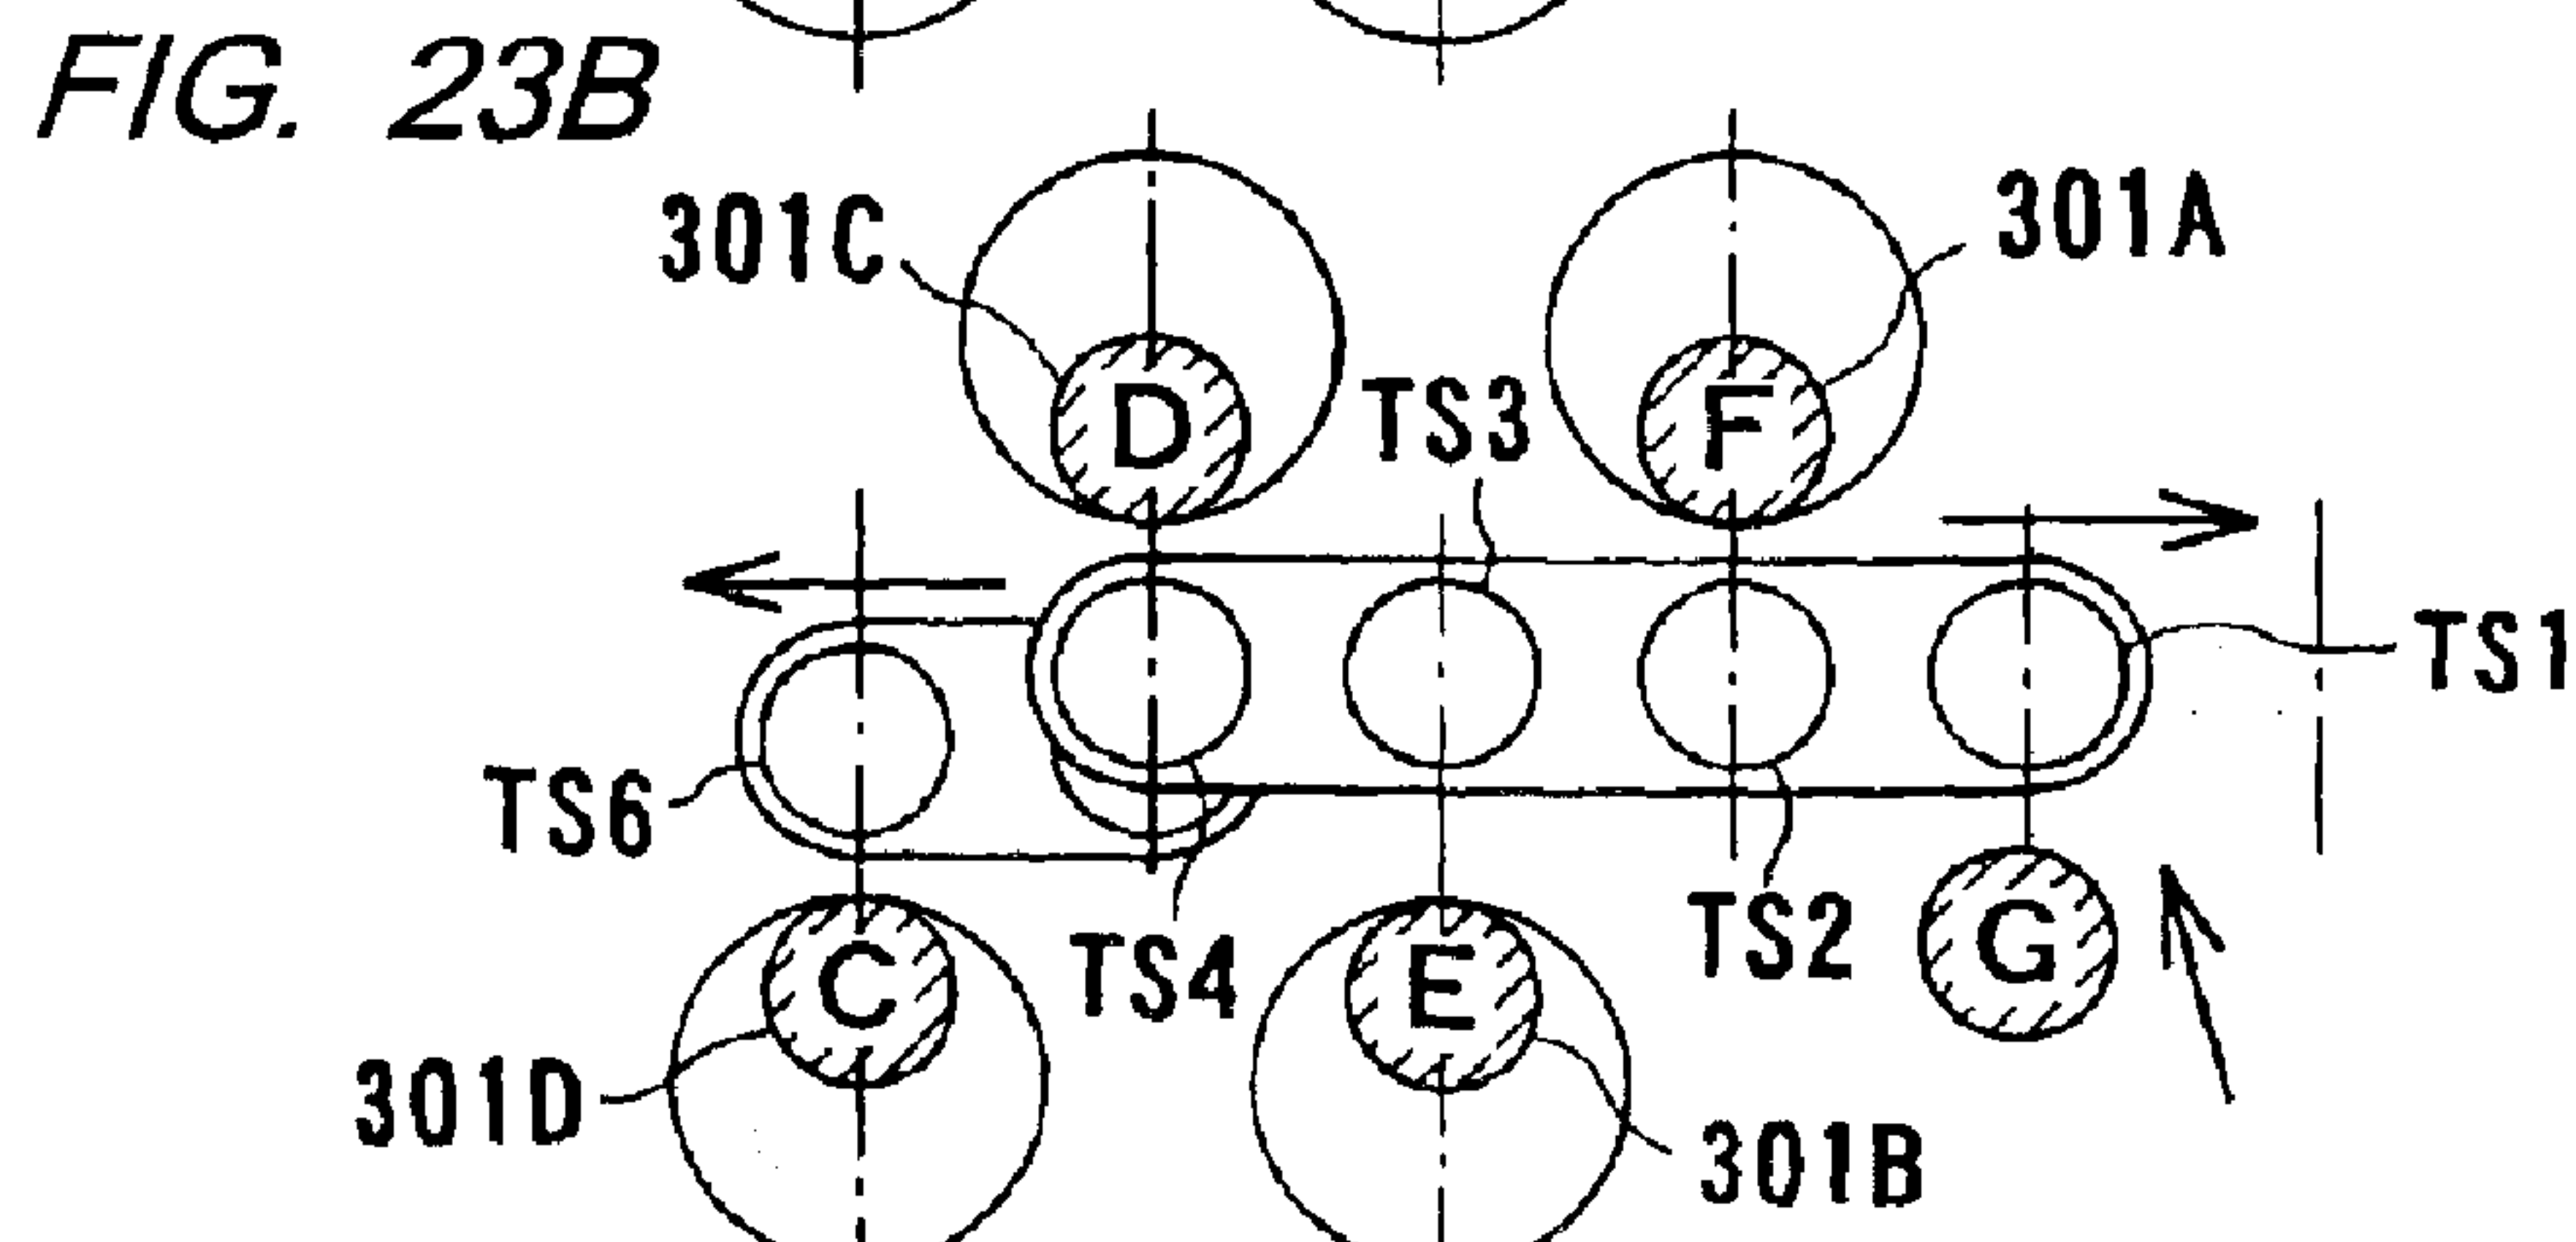 FIG. 23B
301C
301A
D
F
TS3
TS1
TS6
TS4
TS2
C
E
G
301D
301B